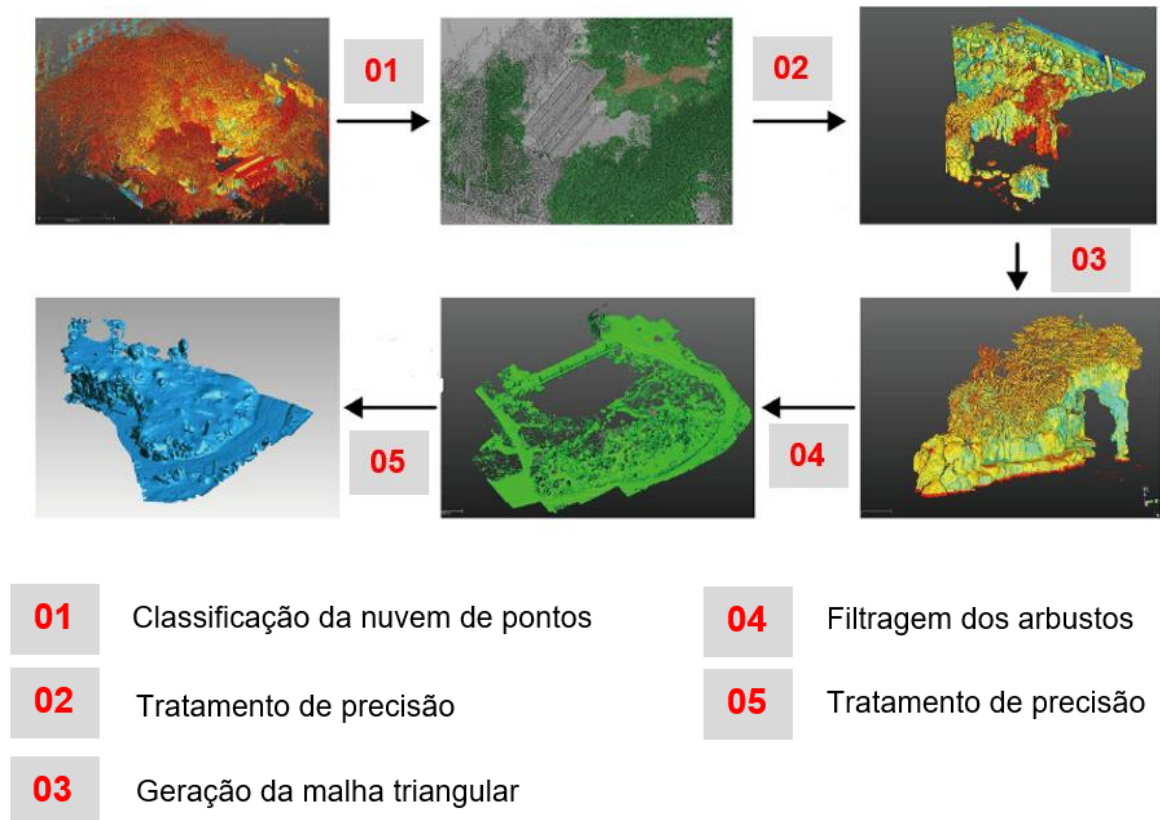 01
02
03
04
05
01 Classificação da nuvem de pontos
02 Tratamento de precisão
03 Geração da malha triangular
04 Filtragem dos arbustos
05 Tratamento de precisão